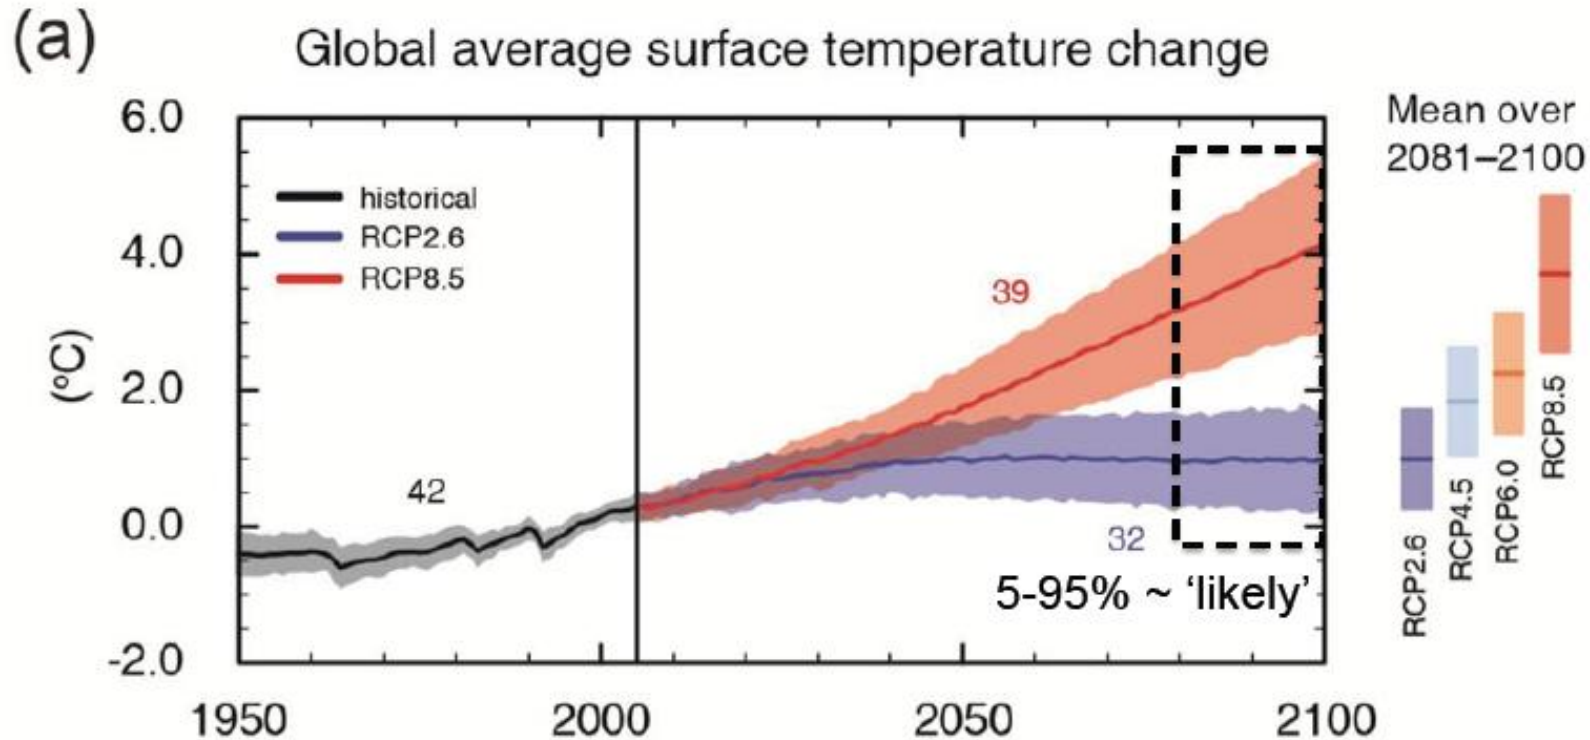 (a)
Global average surface temperature change
6.0
4.0
2.0
0.0
-2.0
(°C)
historical
RCP2.6
RCP8.5
42
39
32
5-95% ~ ‘likely’
1950
2000
2050
2100
Mean over
2081–2100
RCP2.6
RCP4.5
RCP6.0
RCP8.5